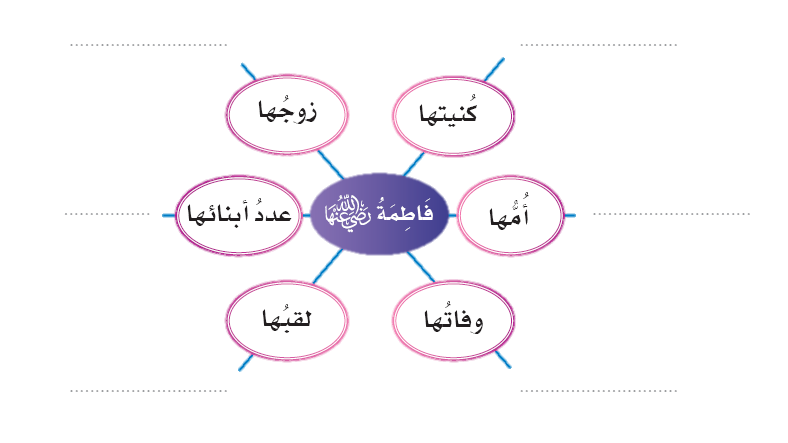 كُنيتها
زوجُها
أُمُّها
فَاطِمَةُ رَضِيَ اللَّهُ عَنْهَا
عددُ أبنائها
وفاتُها
لقبُها